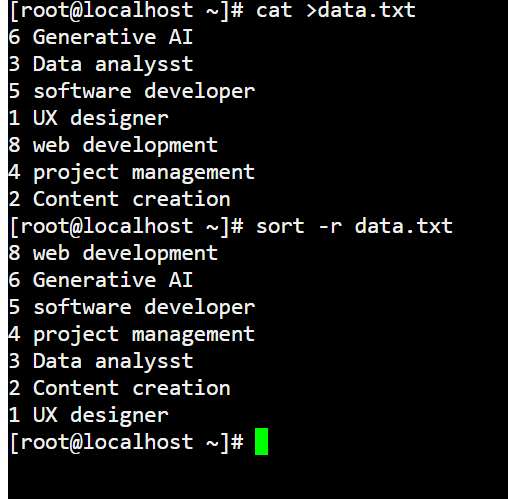 [root@localhost ~]# cat >data.txt
6 Generative AI
3 Data analysst
5 software developer
1 UX designer
8 web development
4 project management
2 Content creation
[root@localhost ~]# sort -r data.txt
8 web development
6 Generative AI
5 software developer
4 project management
3 Data analysst
2 Content creation
1 UX designer
[root@localhost ~]#